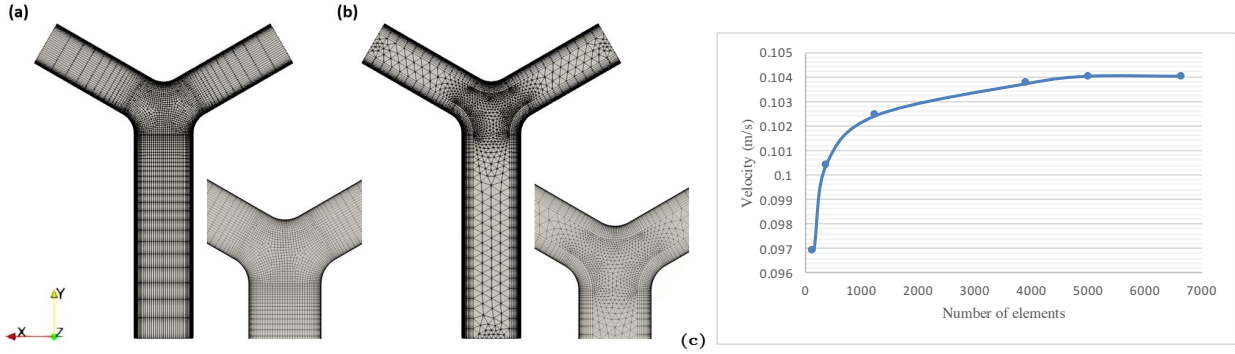 (a)
(b)
Y
X
Z
(c)
0.105
0.104
0.103
0.102
0.101
0.1
0.099
0.098
0.097
0.096
Velocity (m/s)
0 1000 2000 3000 4000 5000 6000 7000
Number of elements